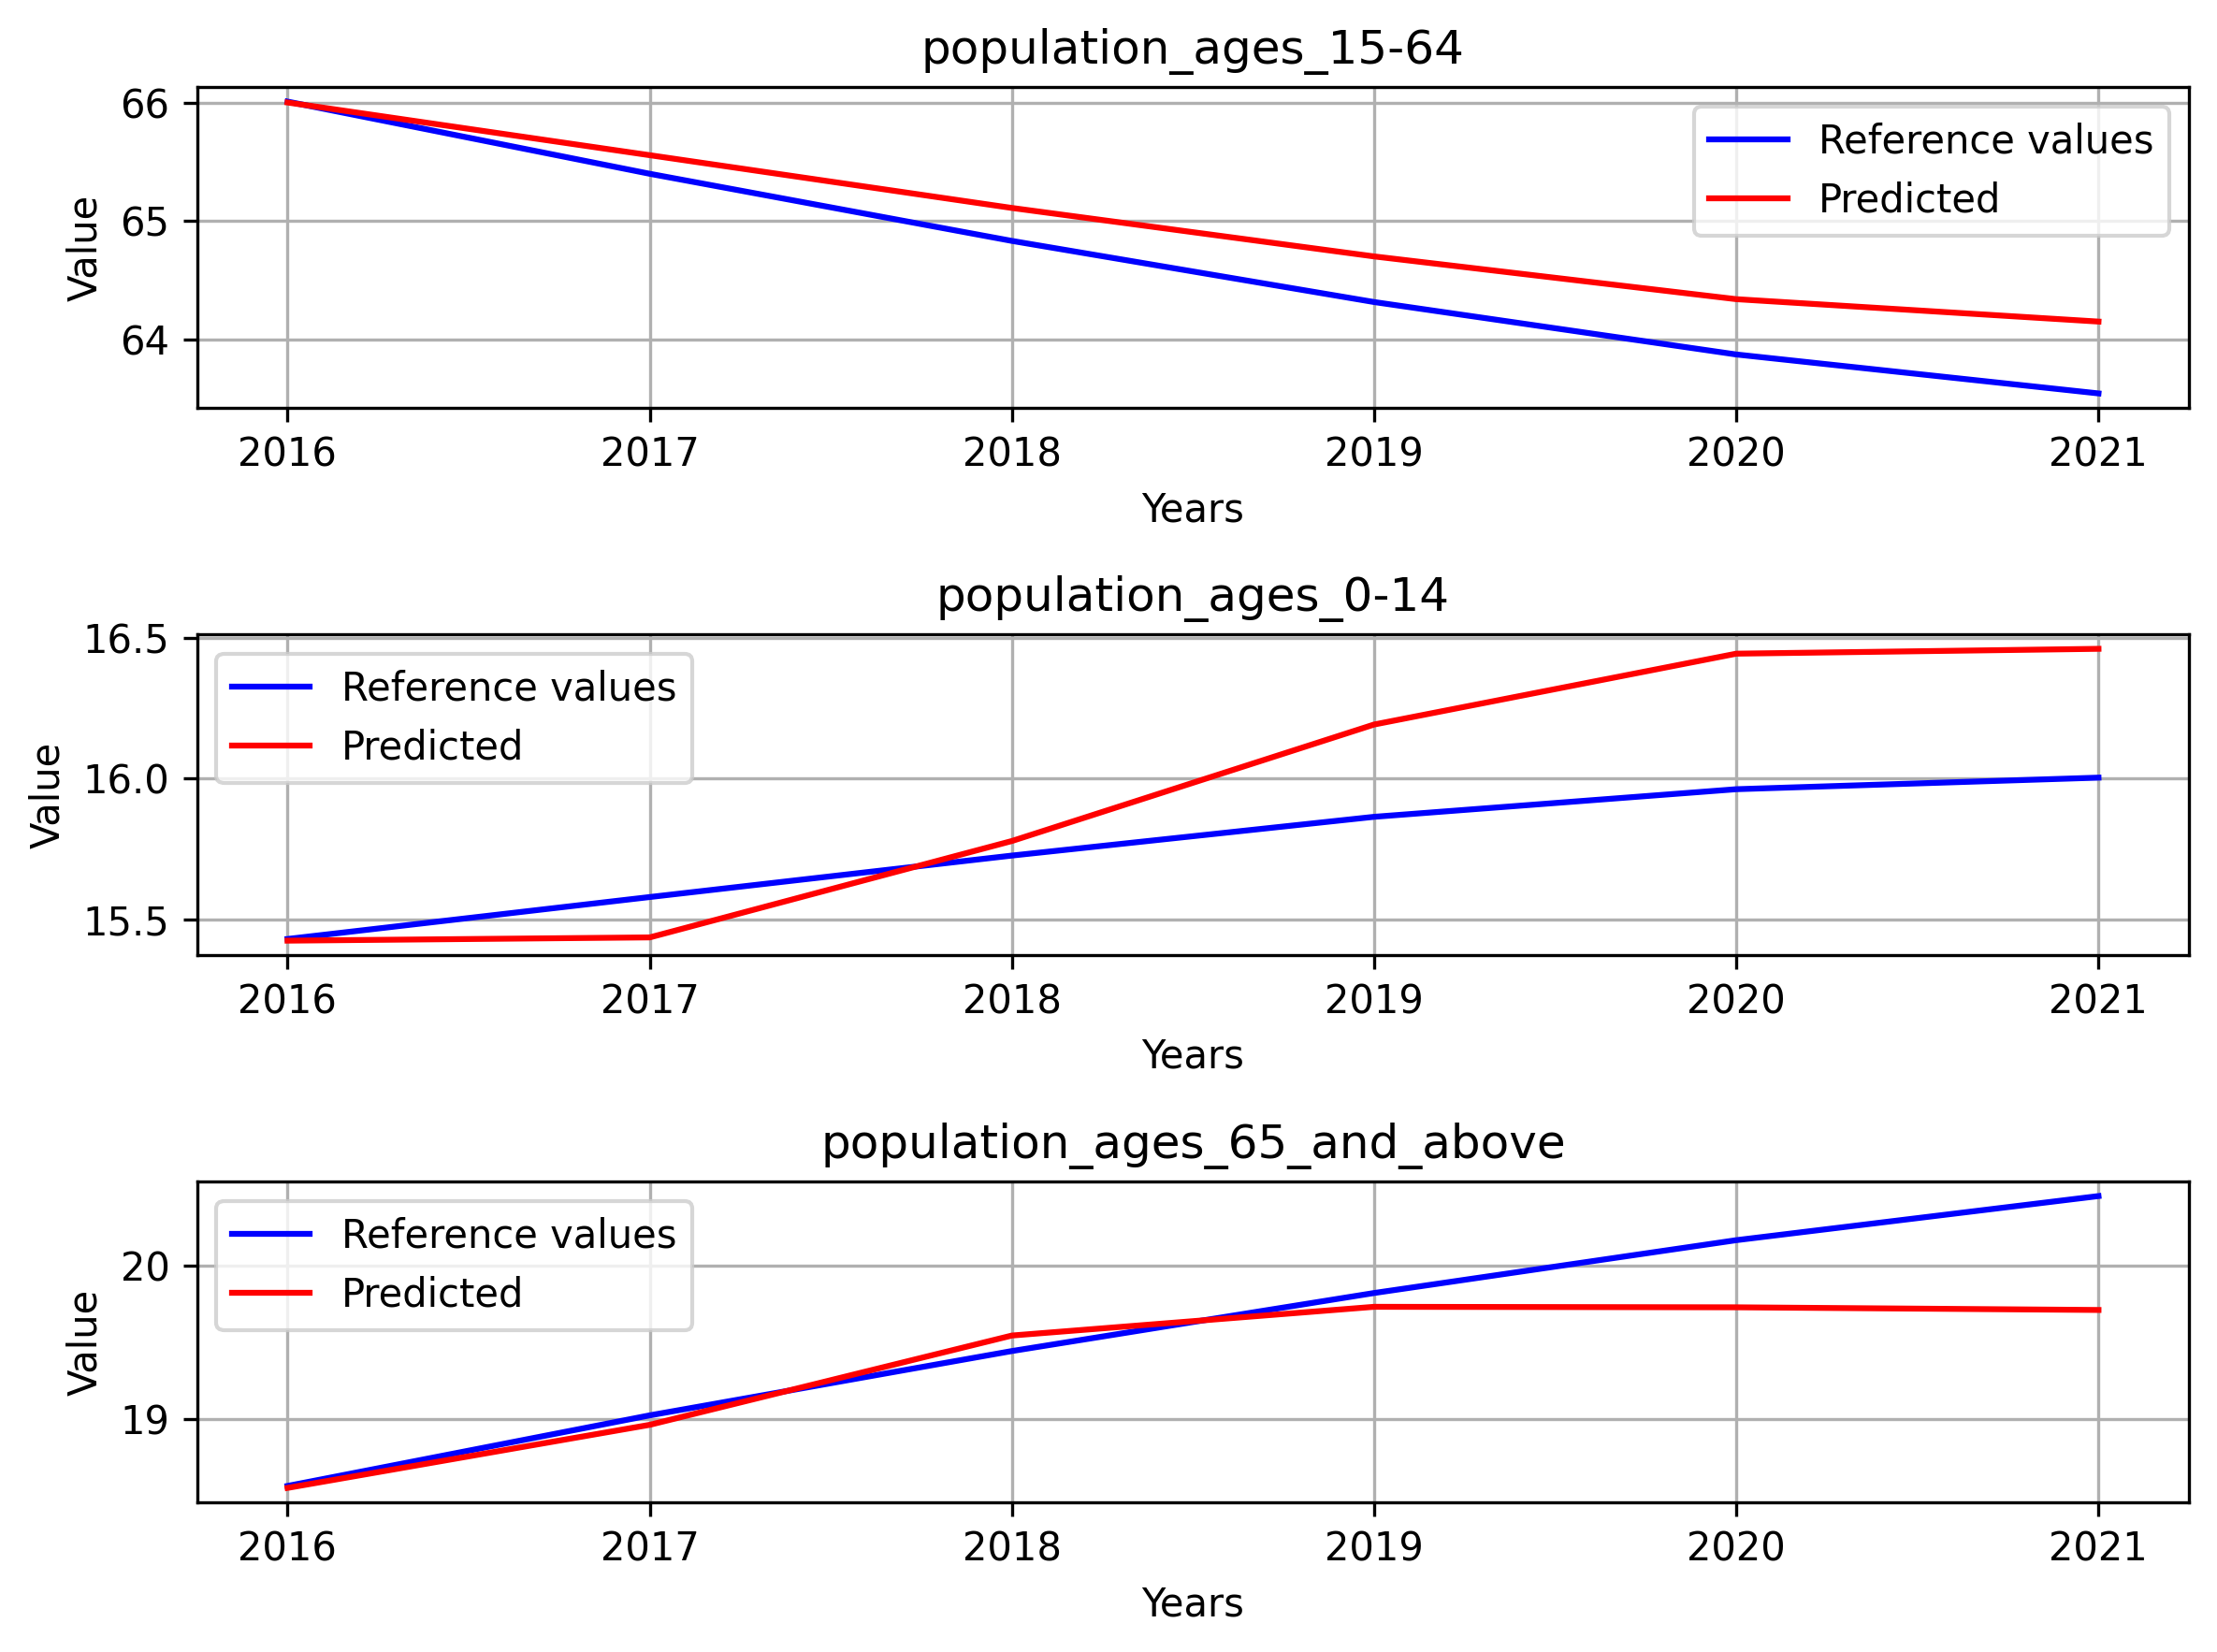 population_ages_15-64
66
65
64
Value
Reference values
Predicted
2016 2017 2018 2019 2020 2021
Years
population_ages_0-14
16.5
16.0
15.5
Value
Reference values
Predicted
2016 2017 2018 2019 2020 2021
Years
population_ages_65_and_above
20
19
Value
Reference values
Predicted
2016 2017 2018 2019 2020 2021
Years